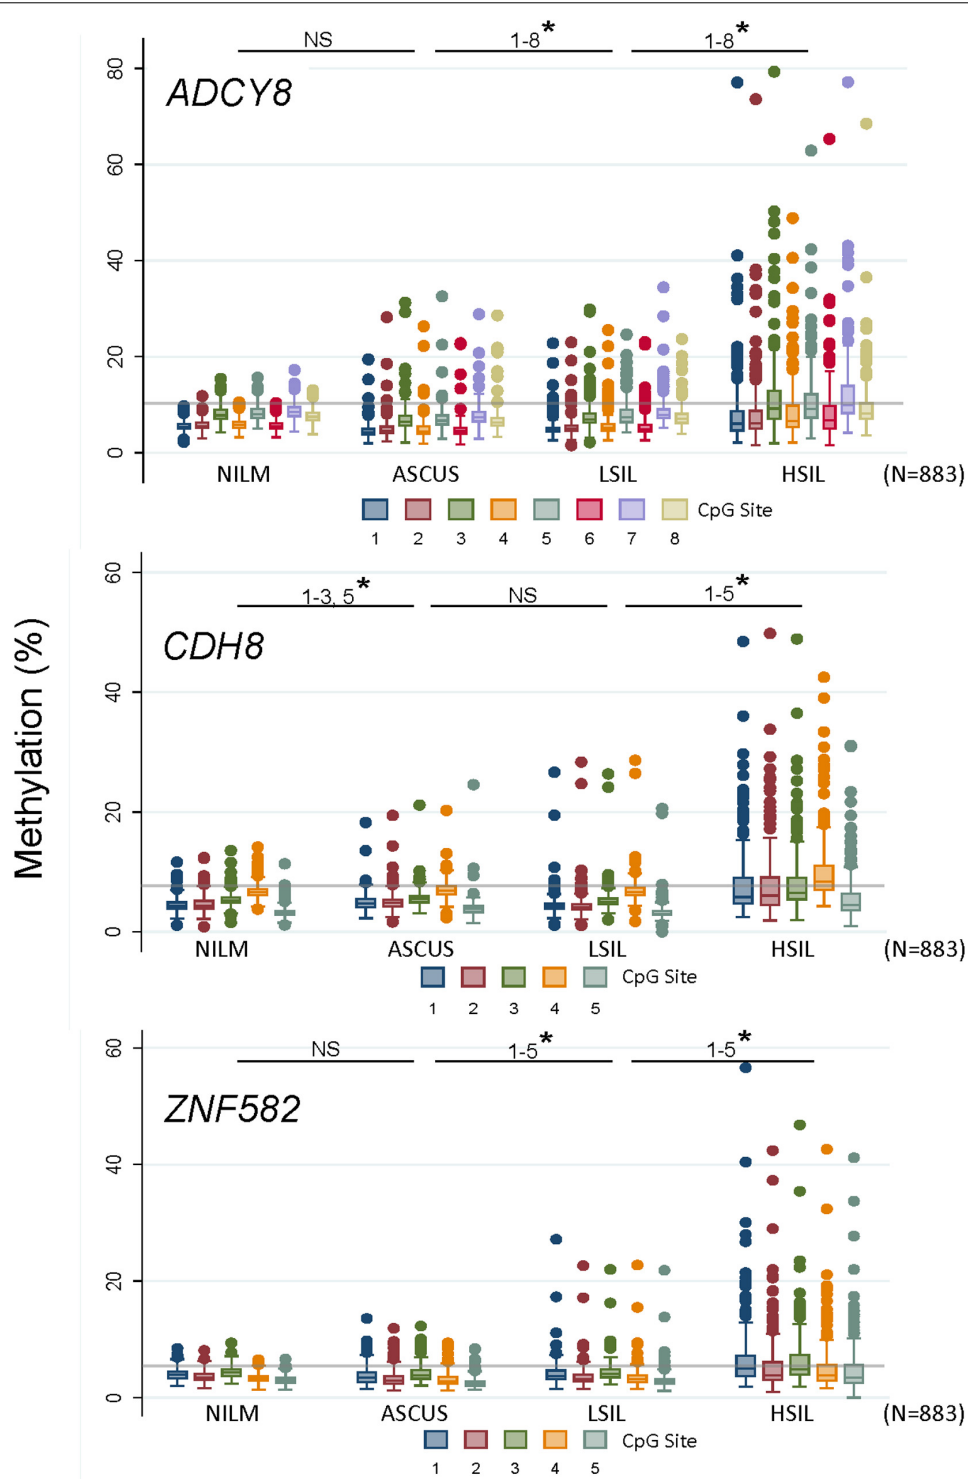 NS
1-8*
1-8*
ADCY8
80
60
40
20
0
NILM ASCUS LSIL HSIL (N=883)
CpG Site
1 2 3 4 5 6 7 8
Methylation (%)
60
1-3, 5*
NS
1-5*
CDH8
40
20
0
NILM ASCUS LSIL HSIL (N=883)
CpG Site
1 2 3 4 5
60
NS
1-5*
1-5*
ZNF582
40
20
0
NILM ASCUS LSIL HSIL (N=883)
CpG Site
1 2 3 4 5